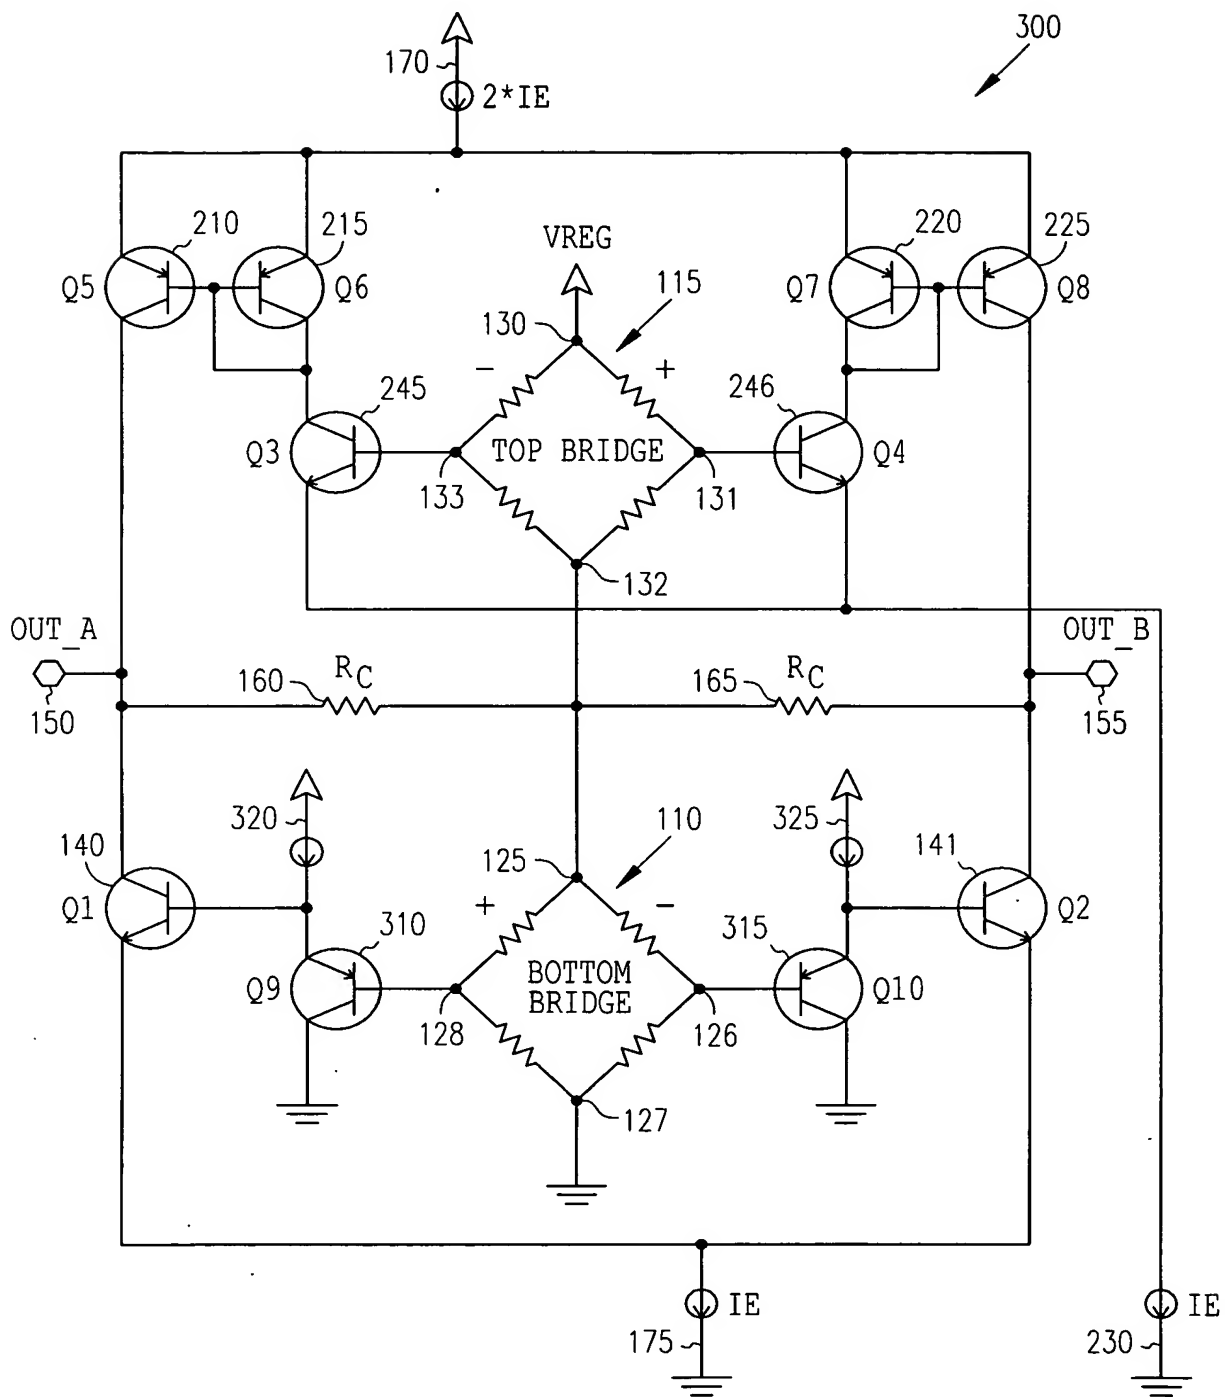 300
170
2*IE
210
215
220
225
VREG
Q5
Q6
Q7
Q8
115
130
-
+
245
246
Q3
TOP BRIDGE
Q4
133
131
132
OUT_A
OUT_B
160
RC
165
RC
150
155
320
325
110
140
125
141
+
-
Q1
Q2
310
315
Q9
BOTTOM
BRIDGE
Q10
128
126
127
IE
IE
175
230